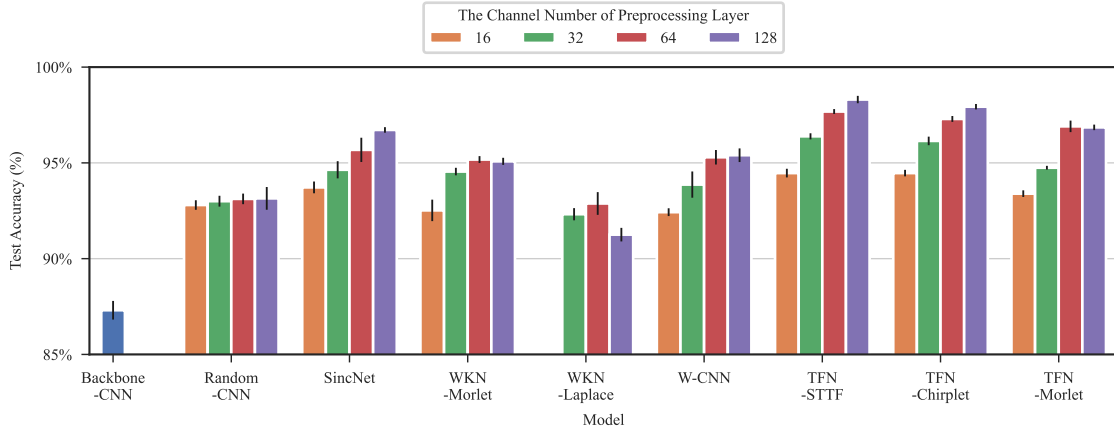 The Channel Number of Preprocessing Layer
16 32 64 128
100%
95%
90%
85%
Test Accuracy (%)
Backbone
-CNN
Random
-CNN
SincNet
WKN
-Morlet
WKN
-Laplace
W-CNN
TFN
-STTF
TFN
-Chirplet
TFN
-Morlet
Model